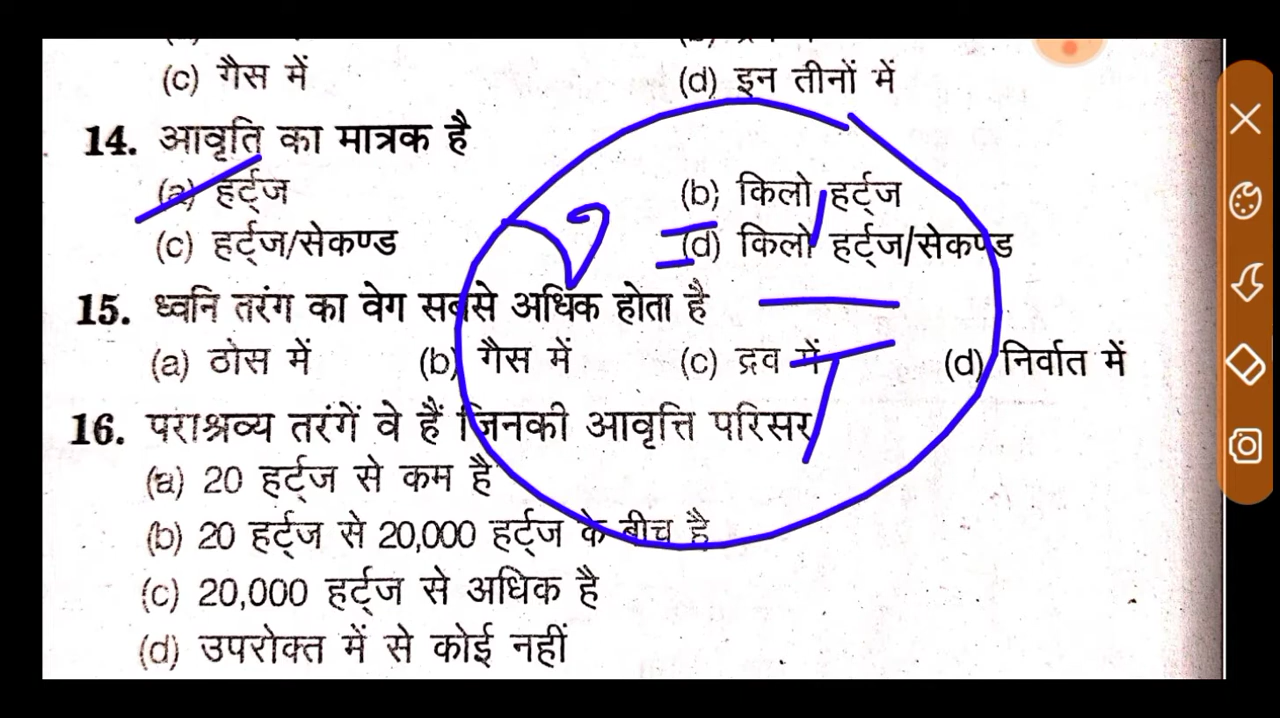 (c) गैस में (d) इन तीनों में
14. आवृति का मात्रक है
(a) हर्ट्ज (b) किलो हर्ट्ज
(c) हर्ट्ज/सेकण्ड (d) किलो हर्ट्ज/सेकण्ड
15. ध्वनि तरंग का वेग सबसे अधिक होता है
(a) ठोस में (b) गैस में (c) द्रव में (d) निर्वात में
16. पराश्रव्य तरंगें वे हैं जिनकी आवृत्ति परिसर
(a) 20 हर्ट्ज से कम है
(b) 20 हर्ट्ज से 20,000 हर्ट्ज के बीच है
(c) 20,000 हर्ट्ज से अधिक है
(d) उपरोक्त में से कोई नहीं